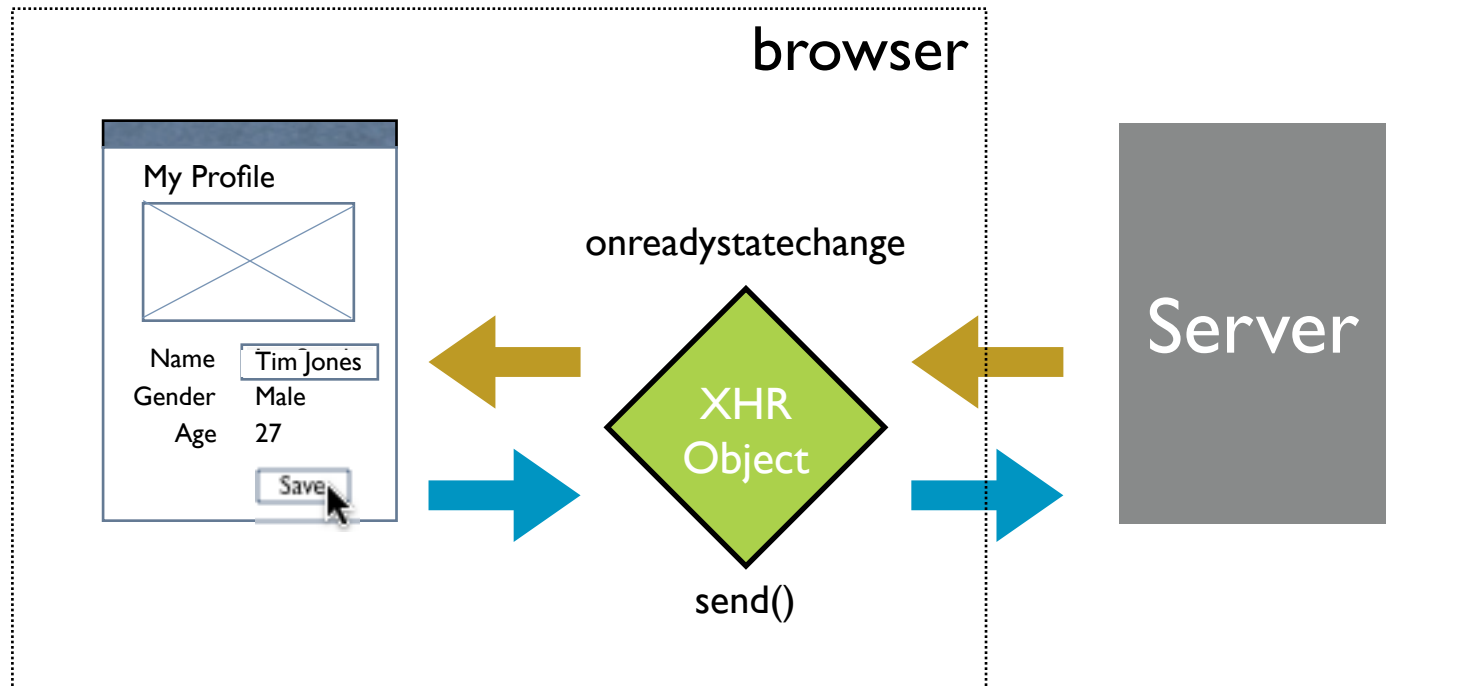 browser
My Profile
Name Tim Jones
Gender Male
Age 27
Save
onreadystatechange
XHR
Object
send()
Server